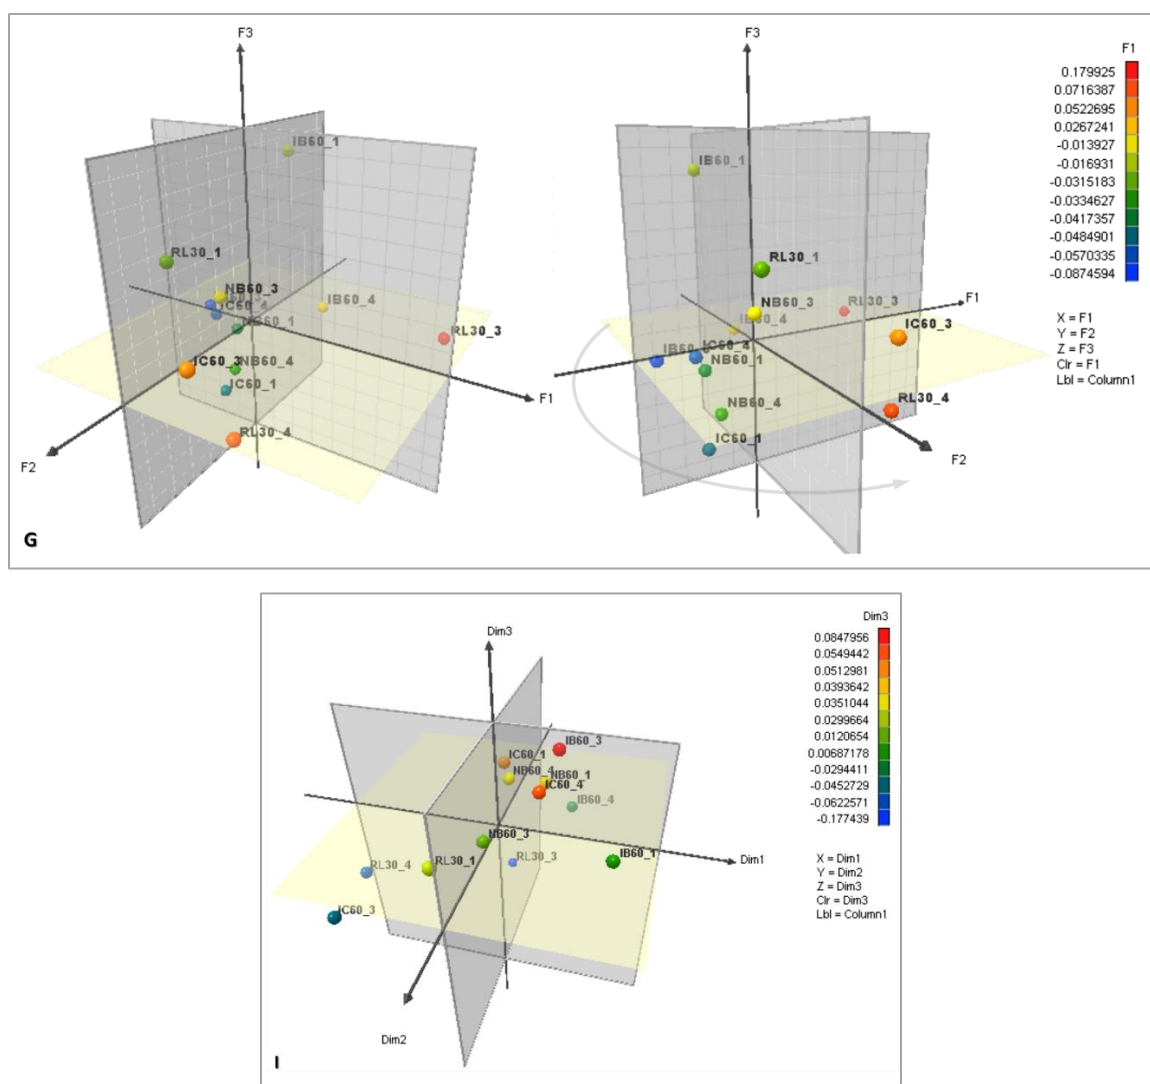 F3
IB60_1
RL30_1
NB60_3
IC60_4
NB60_1
IB60_4
RL30_3
IC60_3
NB60_4
IC60_1
F1
RL30_4
F2
G
F3
IB60_1
RL30_1
NB60_3
RL30_3
F1
IB60_4
IC60_3
IC60_4
NB60_1
RL30_4
NB60_4
IC60_1
F2
F1
0.179925
0.0716387
0.0522695
0.0267241
-0.013927
-0.016931
-0.0315183
-0.0334627
-0.0417357
-0.0484901
-0.0570335
-0.0874594
X = F1
Y = F2
Z = F3
Clr = F1
Lbl = Column1
Dim3
IB60_3
IC60_1
NB60_4
NB60_1
IC60_4
IB60_4
NB60_3
IB60_1
Dim1
RL30_4
RL30_1
RL30_3
IC60_3
Dim2
I
Dim3
0.0847956
0.0549442
0.0512981
0.0393642
0.0351044
0.0299664
0.0120654
0.00687178
-0.0294411
-0.0452729
-0.0622571
-0.177439
X = Dim1
Y = Dim2
Z = Dim3
Clr = Dim3
Lbl = Column1